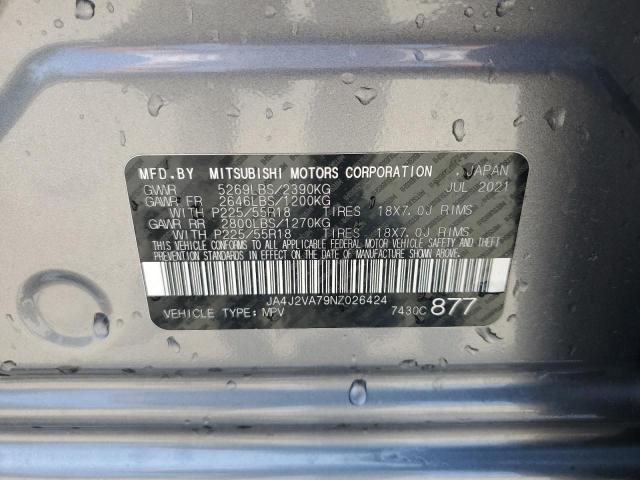 MFD.BY MITSUBISHI MOTORS CORPORATION , JAPAN
GVWR 5269LBS/2390KG JUL 2021
GAWR FR 2646LBS/1200KG
WITH P225/55R18 TIRES 18X7.0J RIMS
GAWR RR 2800LBS/1270KG
WITH P225/55R18 TIRES 18X7.0J RIMS
THIS VEHICLE CONFORMS TO ALL APPLICABLE FEDERAL MOTOR VEHICLE SAFETY AND THEFT
PREVENTION STANDARDS IN EFFECT ON THE DATE OF MANUFACTURE SHOWN ABOVE.
JA4J2VA79NZ026424
VEHICLE TYPE: MPV 7430C 877